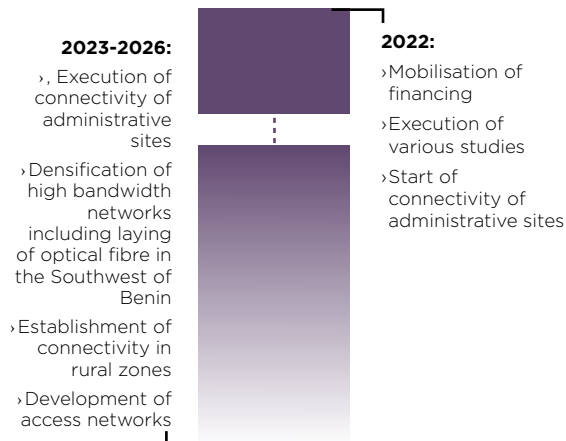 2023-2026:
›, Execution of
connectivity of
administrative
sites
›Densification of
high bandwidth
networks
including laying
of optical fibre in
the Southwest of
Benin
›Establishment of
connectivity in
rural zones
›Development of
access networks
2022:
›Mobilisation of
financing
›Execution of
various studies
›Start of
connectivity of
administrative sites